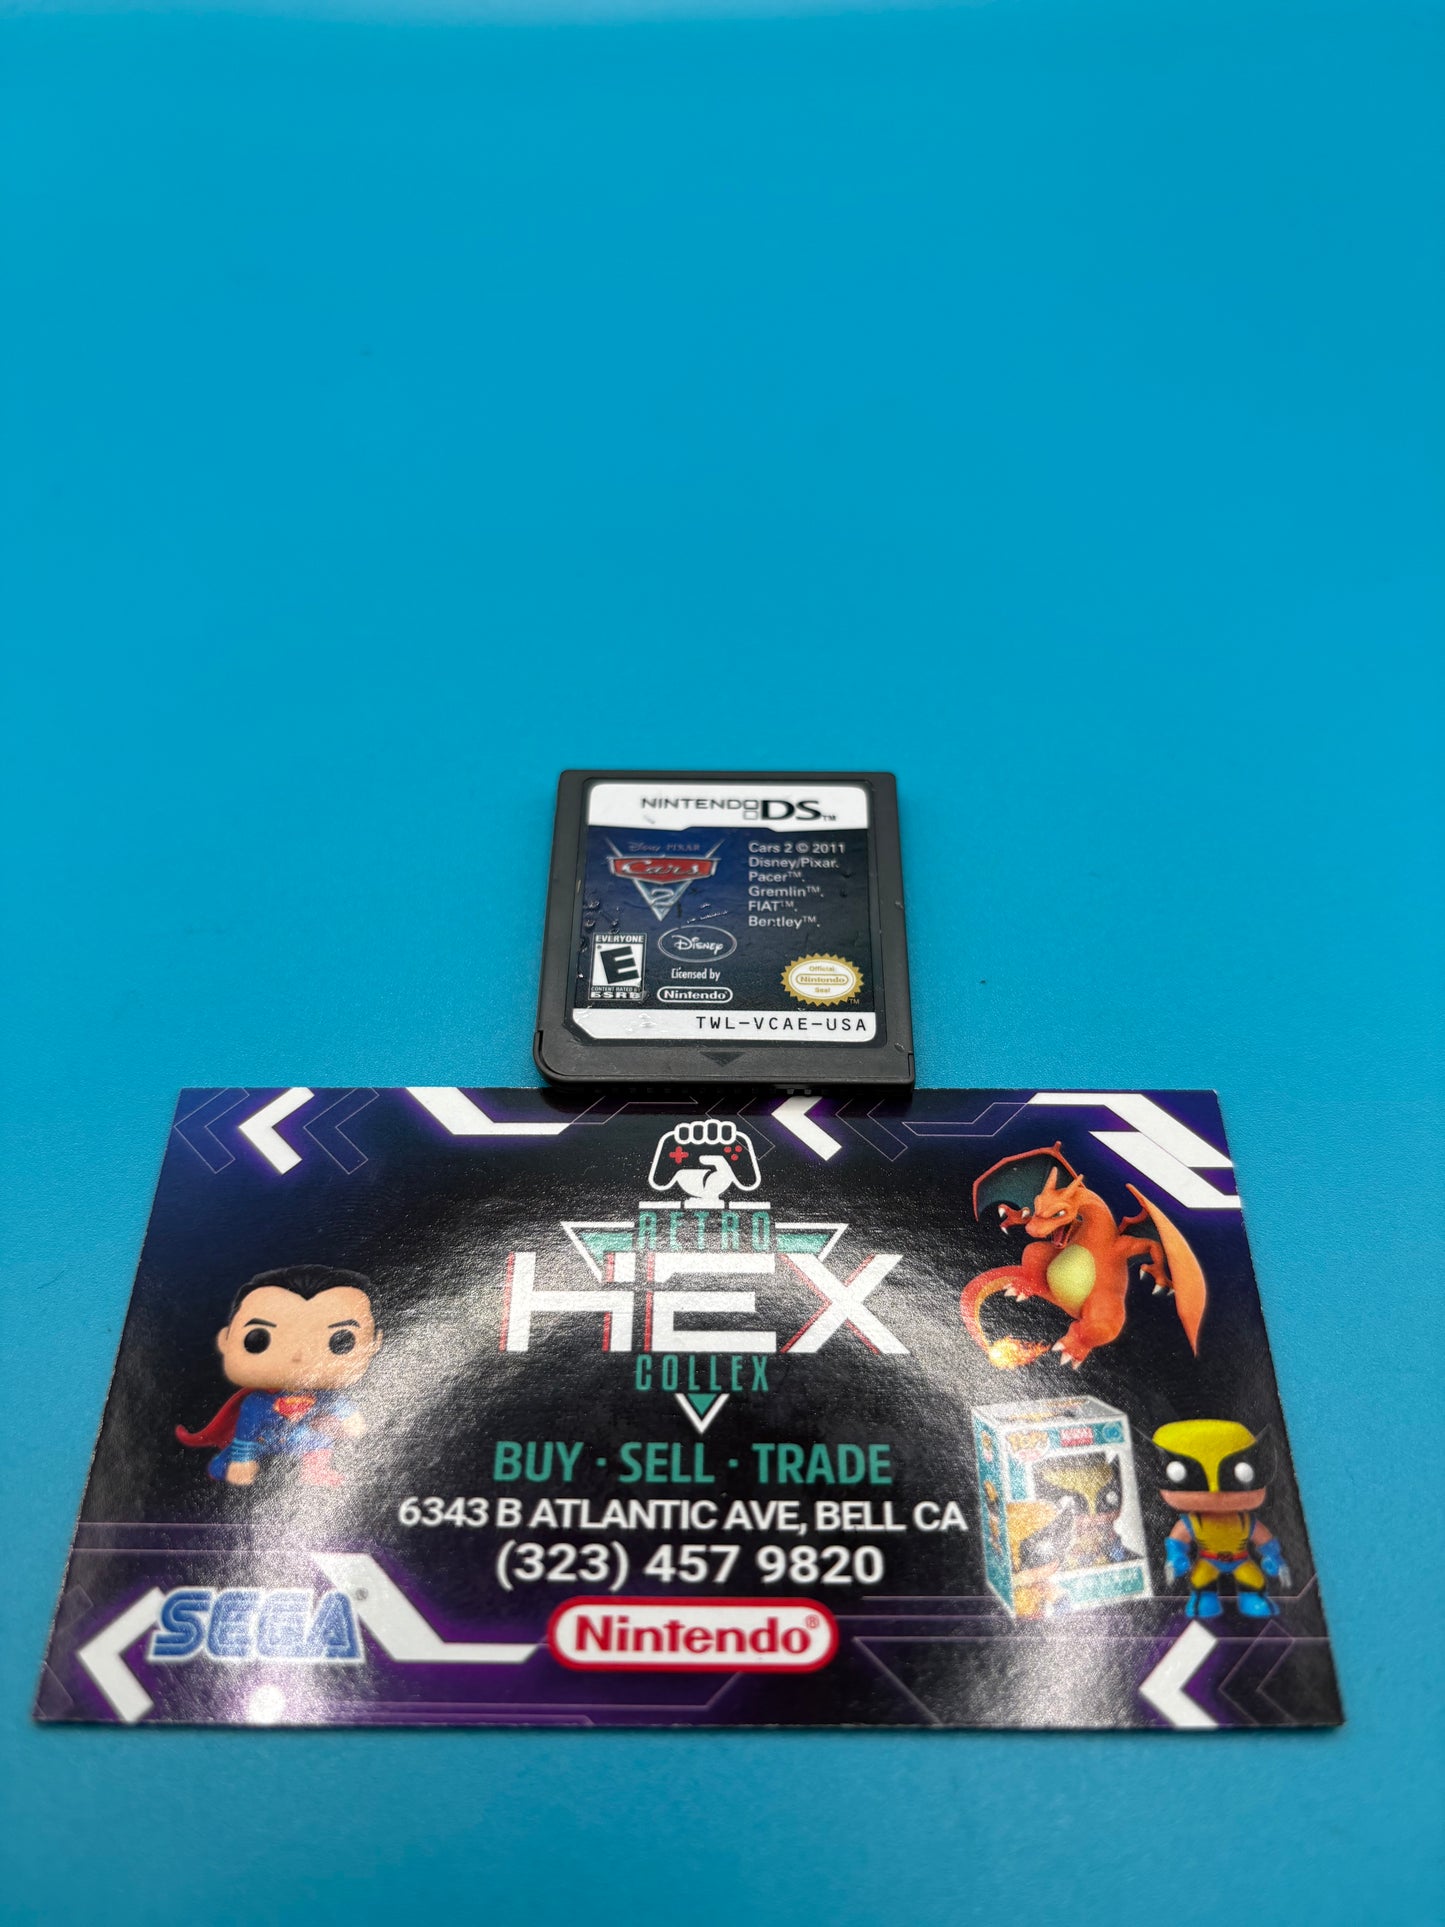 NINTENDO DS™
Disney PIXAR
Cars
2
Cars 2 © 2011
Disney/Pixar.
Pacer™.
Gremlin™.
FIAT™.
Bentley™.
EVERYONE
E
CONTENT RATED BY
ESRB
Disney
Licensed by
Nintendo
Official
Nintendo
Seal
TM
TWL-VCAE-USA
RETRO
HEX
COLLEX
BUY · SELL · TRADE
6343 B ATLANTIC AVE, BELL CA
(323) 457 9820
SEGA®
Nintendo®